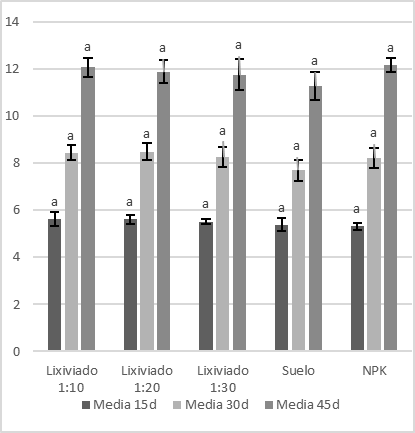 14
12
10
8
6
4
2
0
a a a a a a a a a a a a a a a
Lixiviado 1:10
Lixiviado 1:20
Lixiviado 1:30
Suelo
NPK
Media 15d
Media 30d
Media 45d